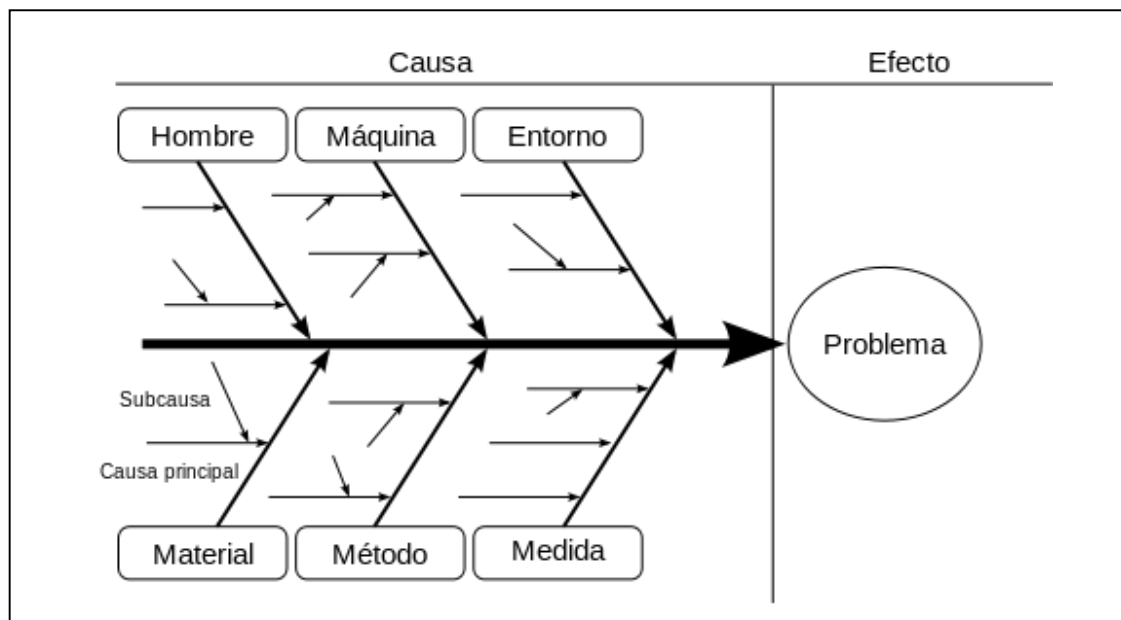 Causa
Efecto
Hombre
Máquina
Entorno
Problema
Subcausa
Causa principal
Material
Método
Medida